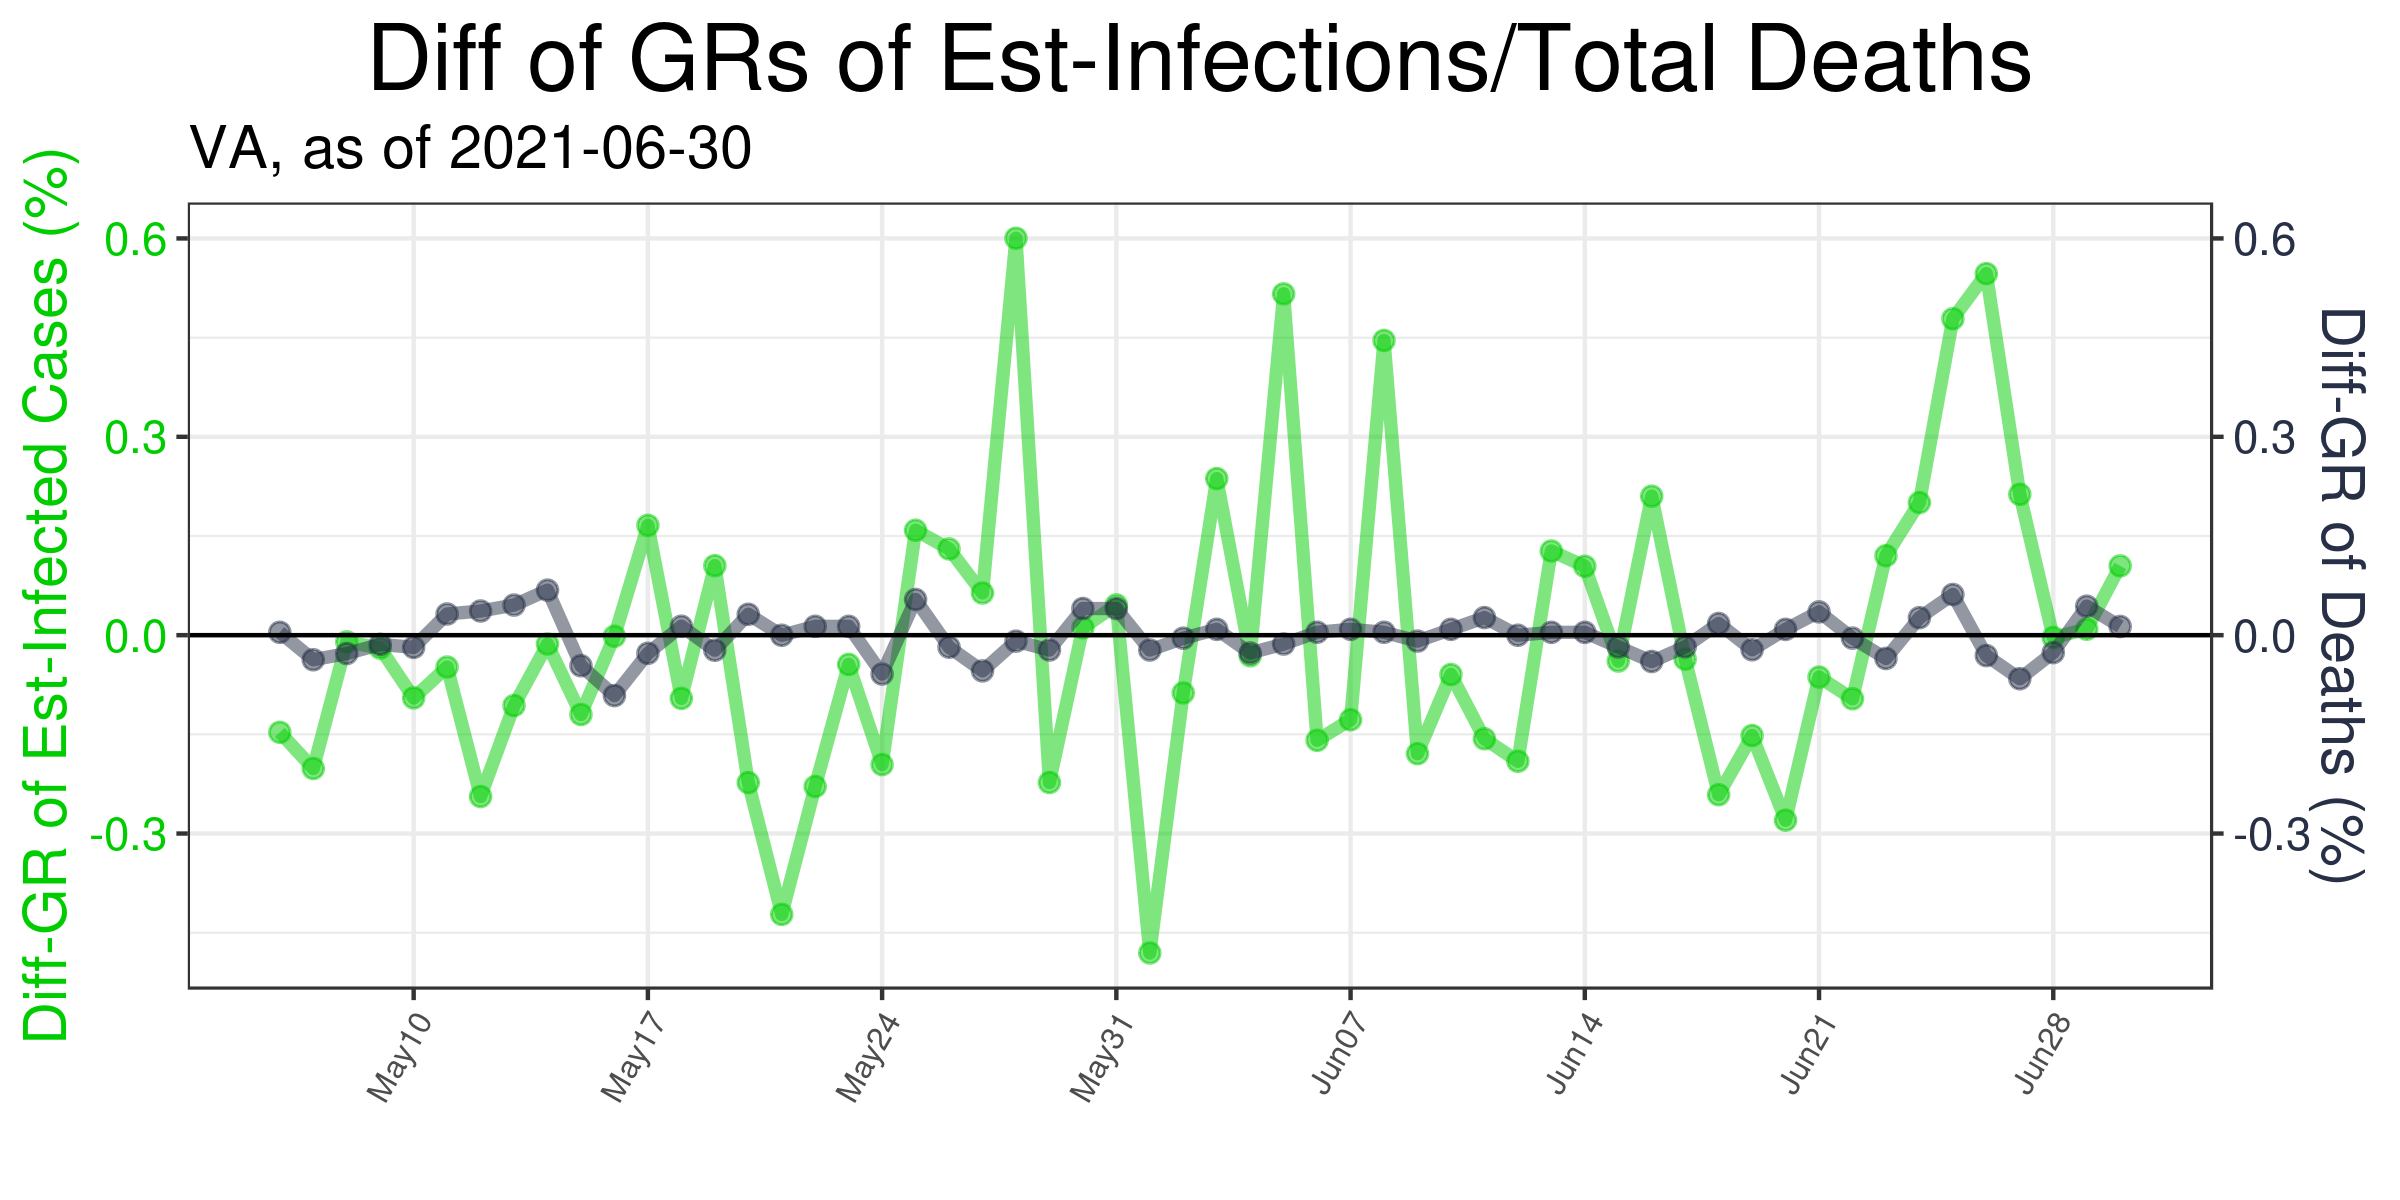 Diff of GRs of Est-Infections/Total Deaths
VA, as of 2021-06-30
Diff-GR of Est-Infected Cases (%)
0.6
0.3
0.0
-0.3
0.6
0.3
0.0
-0.3
Diff-GR of Deaths (%)
May10
May17
May24
May31
Jun07
Jun14
Jun21
Jun28